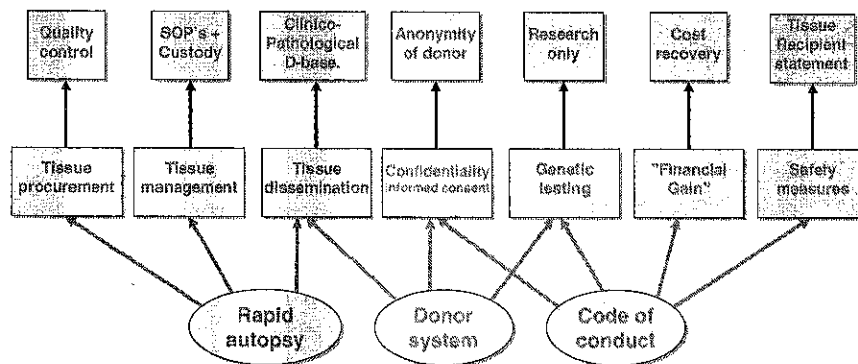 Quality
control
SOP's +
Custody
Clinico-
Pathological
D-base.
Anonymity
of donor
Research
only
Cost
recovery
Tissue
Recipient
statement
Tissue
procurement
Tissue
management
Tissue
dissemination
Confidentiality
informed consent
Genetic
testing
"Financial
Gain"
Safety
measures
Rapid
autopsy
Donor
system
Code of
conduct